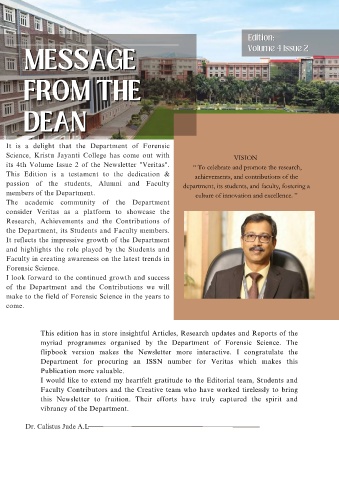 Edition:
Volume 4 Issue 2
MESSAGE
FROM THE
DEAN
It is a delight that the Department of Forensic
Science, Kristu Jayanti College has come out with
its 4th Volume Issue 2 of the Newsletter "Veritas".
This Edition is a testament to the dedication &
passion of the students, Alumni and Faculty
members of the Department.
The academic community of the Department
consider Veritas as a platform to showcase the
Research, Achievements and the Contributions of
the Department, its Students and Faculty members.
It reflects the impressive growth of the Department
and highlights the role played by the Students and
Faculty in creating awareness on the latest trends in
Forensic Science.
I look forward to the continued growth and success
of the Department and the Contributions we will
make to the field of Forensic Science in the years to
come.
VISION
" To celebrate and promote the research,
achievements, and contributions of the
department, its students, and faculty, fostering a
culture of innovation and excellence. "
This edition has in store insightful Articles, Research updates and Reports of the
myriad programmes organised by the Department of Forensic Science. The
flipbook version makes the Newsletter more interactive. I congratulate the
Department for procuring an ISSN number for Veritas which makes this
Publication more valuable.
I would like to extend my heartfelt gratitude to the Editorial team, Students and
Faculty Contributors and the Creative team who have worked tirelessly to bring
this Newsletter to fruition. Their efforts have truly captured the spirit and
vibrancy of the Department.
Dr. Calistus Jude A.L